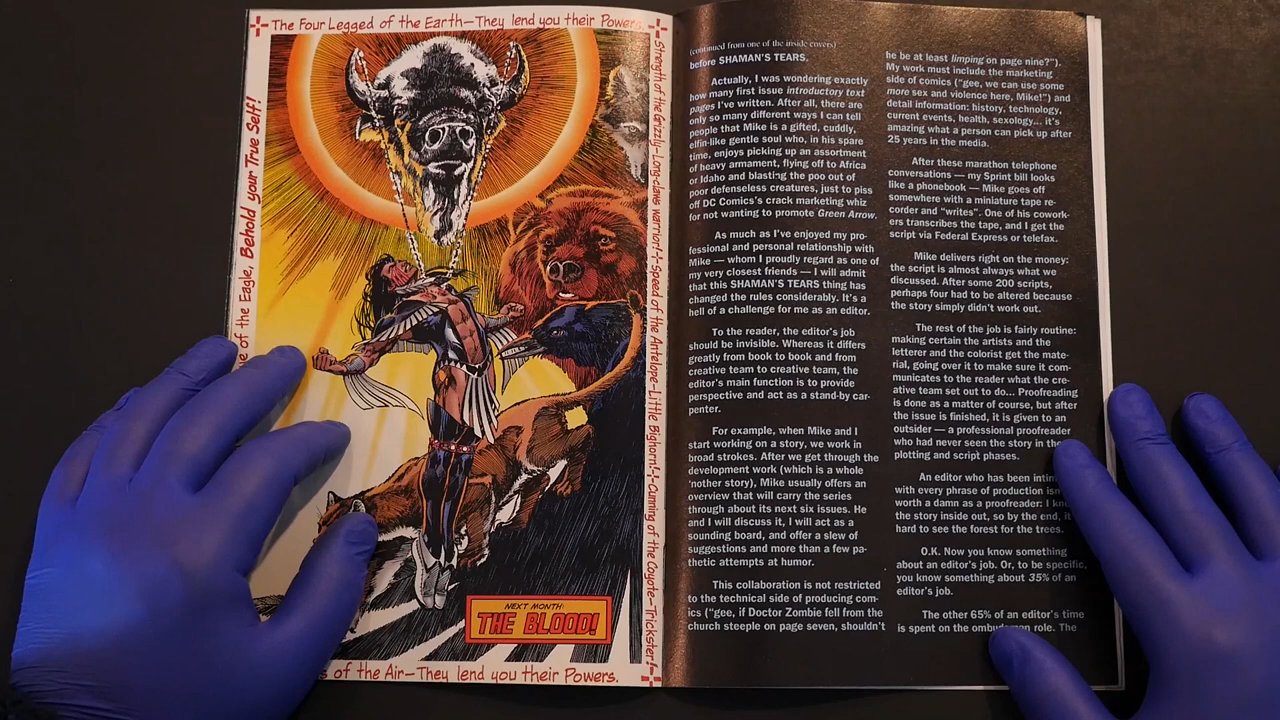 The Four Legged of the Earth—They lend you their Powers.
of the Eagle, Behold your True Self!
Strength of the Grizzly—Long-claws warrior!—Speed of the Antelope—Little Bighorn!—Cunning of the Coyote—Trickster!
NEXT MONTH:
THE BLOOD!
of the Air—They lend you their Powers.
(continued from one of the inside covers)
before SHAMAN'S TEARS.
Actually, I was wondering exactly
how many first issue introductory text
pages I've written. After all, there are
only so many different ways I can tell
people that Mike is a gifted, cuddly,
elfin-like gentle soul who, in his spare
time, enjoys picking up an assortment
of heavy armament, flying off to Africa
or Idaho and blasting the poo out of
poor defenseless creatures, just to piss
off DC Comics's crack marketing whiz
for not wanting to promote Green Arrow.
As much as I've enjoyed my pro-
fessional and personal relationship with
Mike — whom I proudly regard as one of
my very closest friends — I will admit
that this SHAMAN'S TEARS thing has
changed the rules considerably. It's a
hell of a challenge for me as an editor.
To the reader, the editor's job
should be invisible. Whereas it differs
greatly from book to book and from
creative team to creative team, the
editor's main function is to provide
perspective and act as a stand-by car-
penter.
For example, when Mike and I
start working on a story, we work in
broad strokes. After we get through the
development work (which is a whole
'nother story), Mike usually offers an
overview that will carry the series
through about its next six issues. He
and I will discuss it, I will act as a
sounding board, and offer a slew of
suggestions and more than a few pa-
thetic attempts at humor.
This collaboration is not restricted
to the technical side of producing com-
ics ("gee, if Doctor Zombie fell from the
church steeple on page seven, shouldn't
he be at least limping on page nine?").
My work must include the marketing
side of comics ("gee, we can use some
more sex and violence here, Mike!") and
detail information: history, technology,
current events, health, sexology... it's
amazing what a person can pick up after
25 years in the media.
After these marathon telephone
conversations — my Sprint bill looks
like a phonebook — Mike goes off
somewhere with a miniature tape re-
corder and "writes". One of his cowork-
ers transcribes the tape, and I get the
script via Federal Express or telefax.
Mike delivers right on the money:
the script is almost always what we
discussed. After some 200 scripts,
perhaps four had to be altered because
the story simply didn't work out.
The rest of the job is fairly routine:
making certain the artists and the
letterer and the colorist get the mate-
rial, going over it to make sure it com-
municates to the reader what the cre-
ative team set out to do... Proofreading
is done as a matter of course, but after
the issue is finished, it is given to an
outsider — a professional proofreader
who had never seen the story in the
plotting and script phases.
An editor who has been
with every phrase of production
worth a damn as a proofreader: I
the story inside out, so by the end, it
hard to see the forest for the trees.
O.K. Now you know something
about an editor's job. Or, to be specific,
you know something about 35% of an
editor's job.
The other 65% of an editor's time
is spent on the role. The